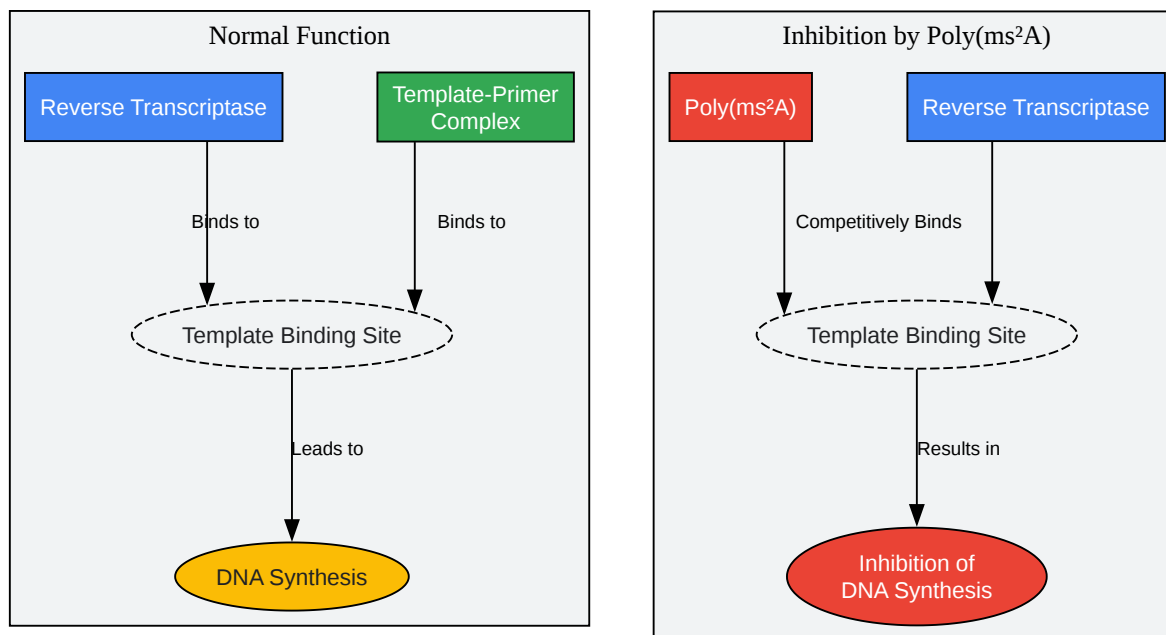 Normal Function
Reverse Transcriptase
Template-Primer
Complex
Binds to
Binds to
Template Binding Site
Leads to
DNA Synthesis
Inhibition by Poly(ms²A)
Poly(ms²A)
Reverse Transcriptase
Competitively Binds
Template Binding Site
Results in
Inhibition of
DNA Synthesis